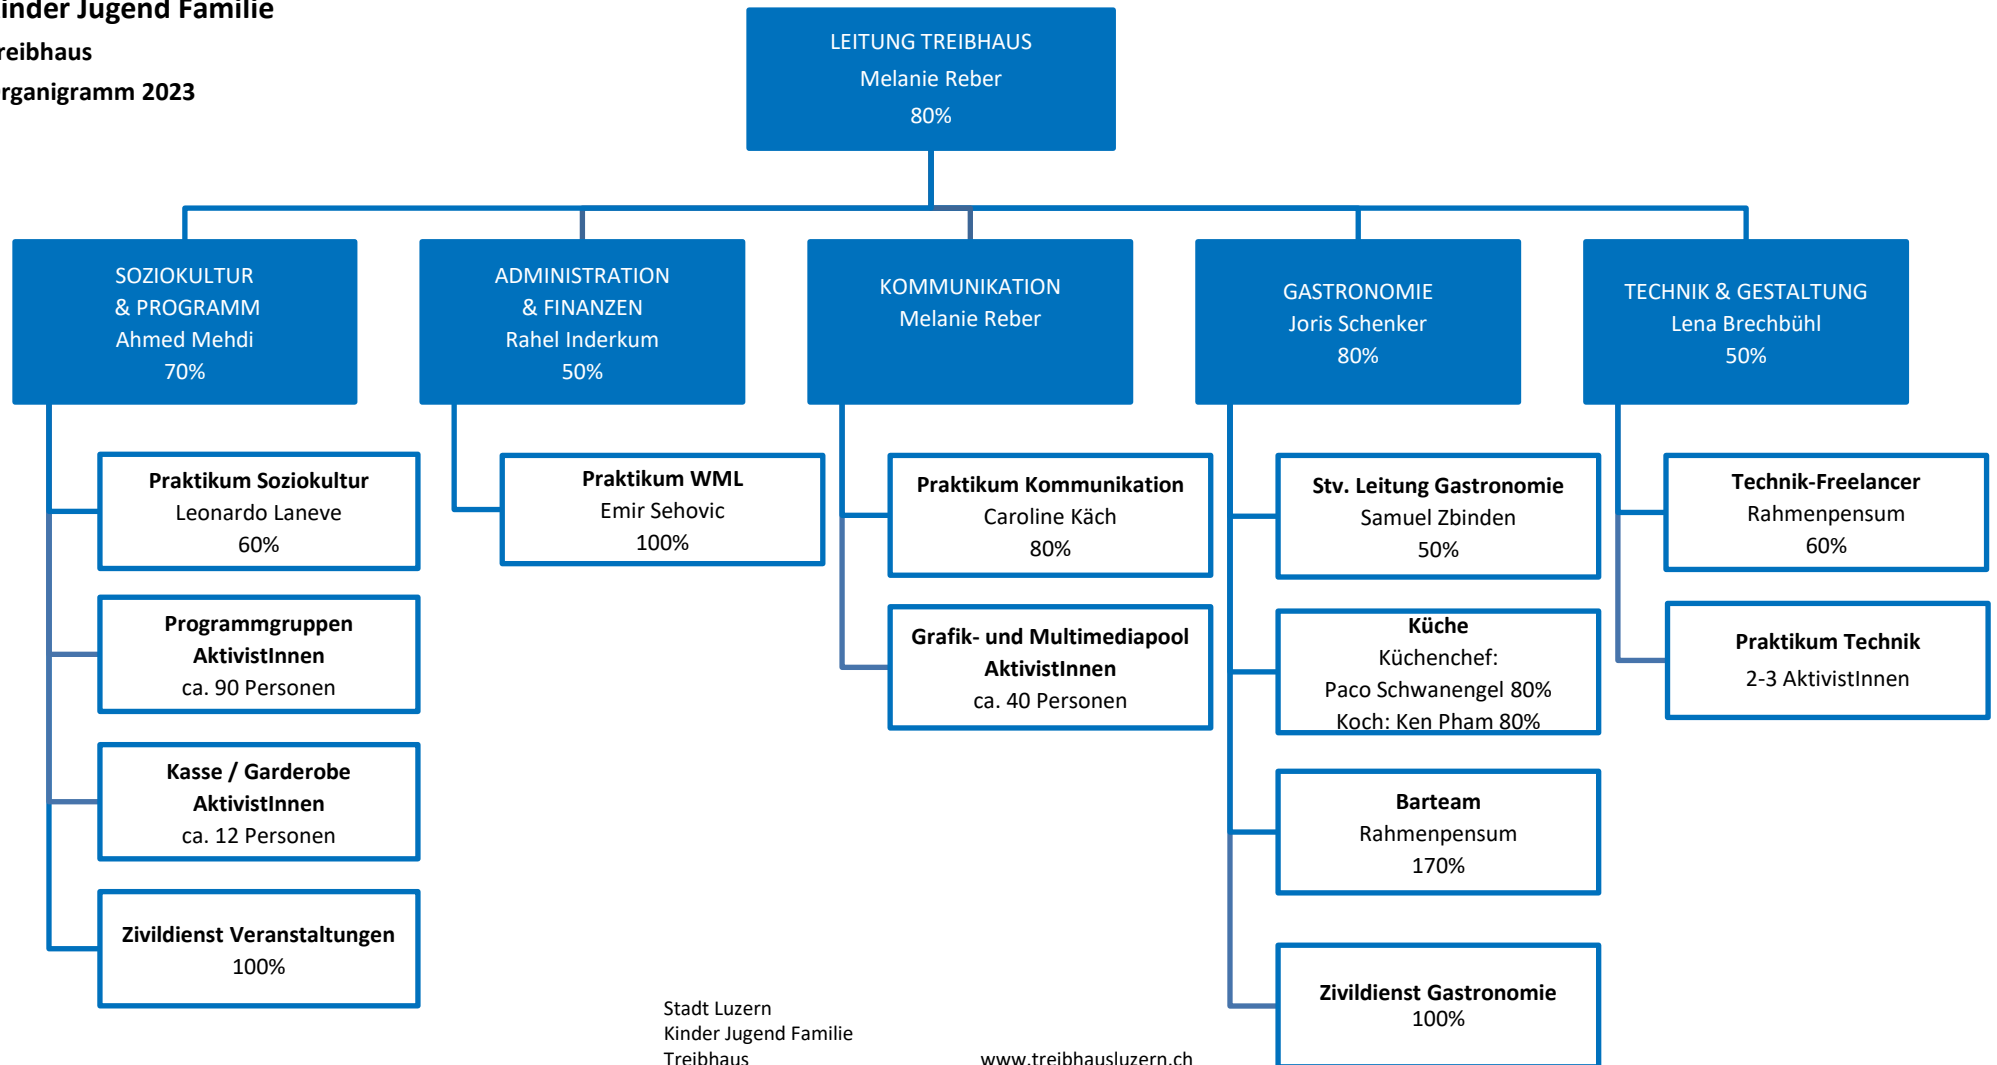 inder Jugend Familie
reibhaus
rganigramm 2023
LEITUNG TREIBHAUS
Melanie Reber
80%
SOZIOKULTUR
& PROGRAMM
Ahmed Mehdi
70%
ADMINISTRATION
& FINANZEN
Rahel Inderkum
50%
KOMMUNIKATION
Melanie Reber
GASTRONOMIE
Joris Schenker
80%
TECHNIK & GESTALTUNG
Lena Brechbühl
50%
Praktikum Soziokultur
Leonardo Laneve
60%
Programmgruppen
AktivistInnen
ca. 90 Personen
Kasse / Garderobe
AktivistInnen
ca. 12 Personen
Zivildienst Veranstaltungen
100%
Praktikum WML
Emir Sehovic
100%
Praktikum Kommunikation
Caroline Käch
80%
Grafik- und Multimediapool
AktivistInnen
ca. 40 Personen
Stv. Leitung Gastronomie
Samuel Zbinden
50%
Küche
Küchenchef:
Paco Schwanengel 80%
Koch: Ken Pham 80%
Barteam
Rahmenpensum
170%
Zivildienst Gastronomie
100%
Technik-Freelancer
Rahmenpensum
60%
Praktikum Technik
2-3 AktivistInnen
Stadt Luzern
Kinder Jugend Familie
Treibhaus
www.treibhausluzern.ch